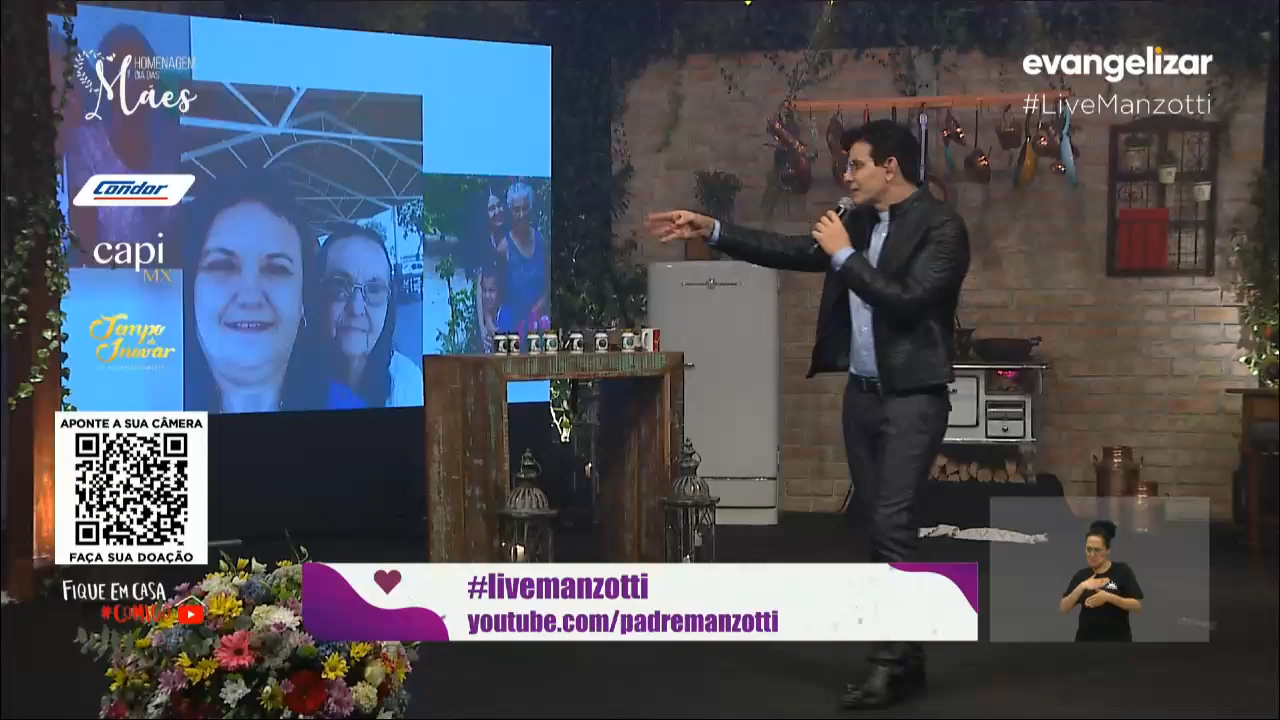 HOMENAGEM
DIA DAS
Mães
evangelizar
#LiveManzotti
Condor
capi
MX
Tempo de
Inovar
APONTE A SUA CÂMERA
FAÇA SUA DOAÇÃO
FIQUE EM CASA
#COMIGO
#livemanzotti
youtube.com/padremanzotti